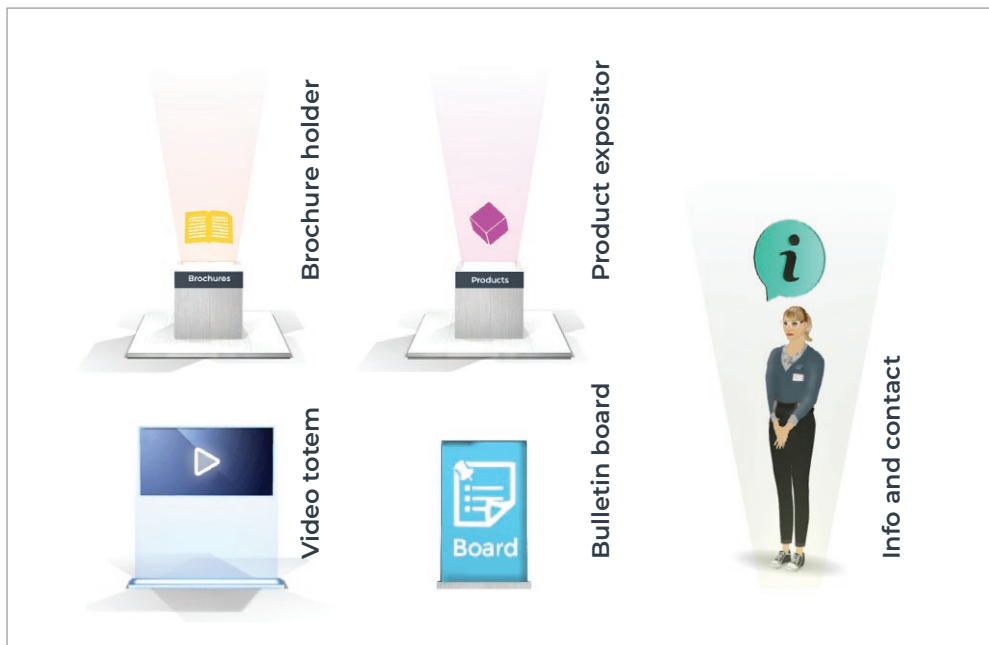 Brochures
Brochure holder
Products
Product expositor
Video totem
Board
Bulletin board
i
Info and contact